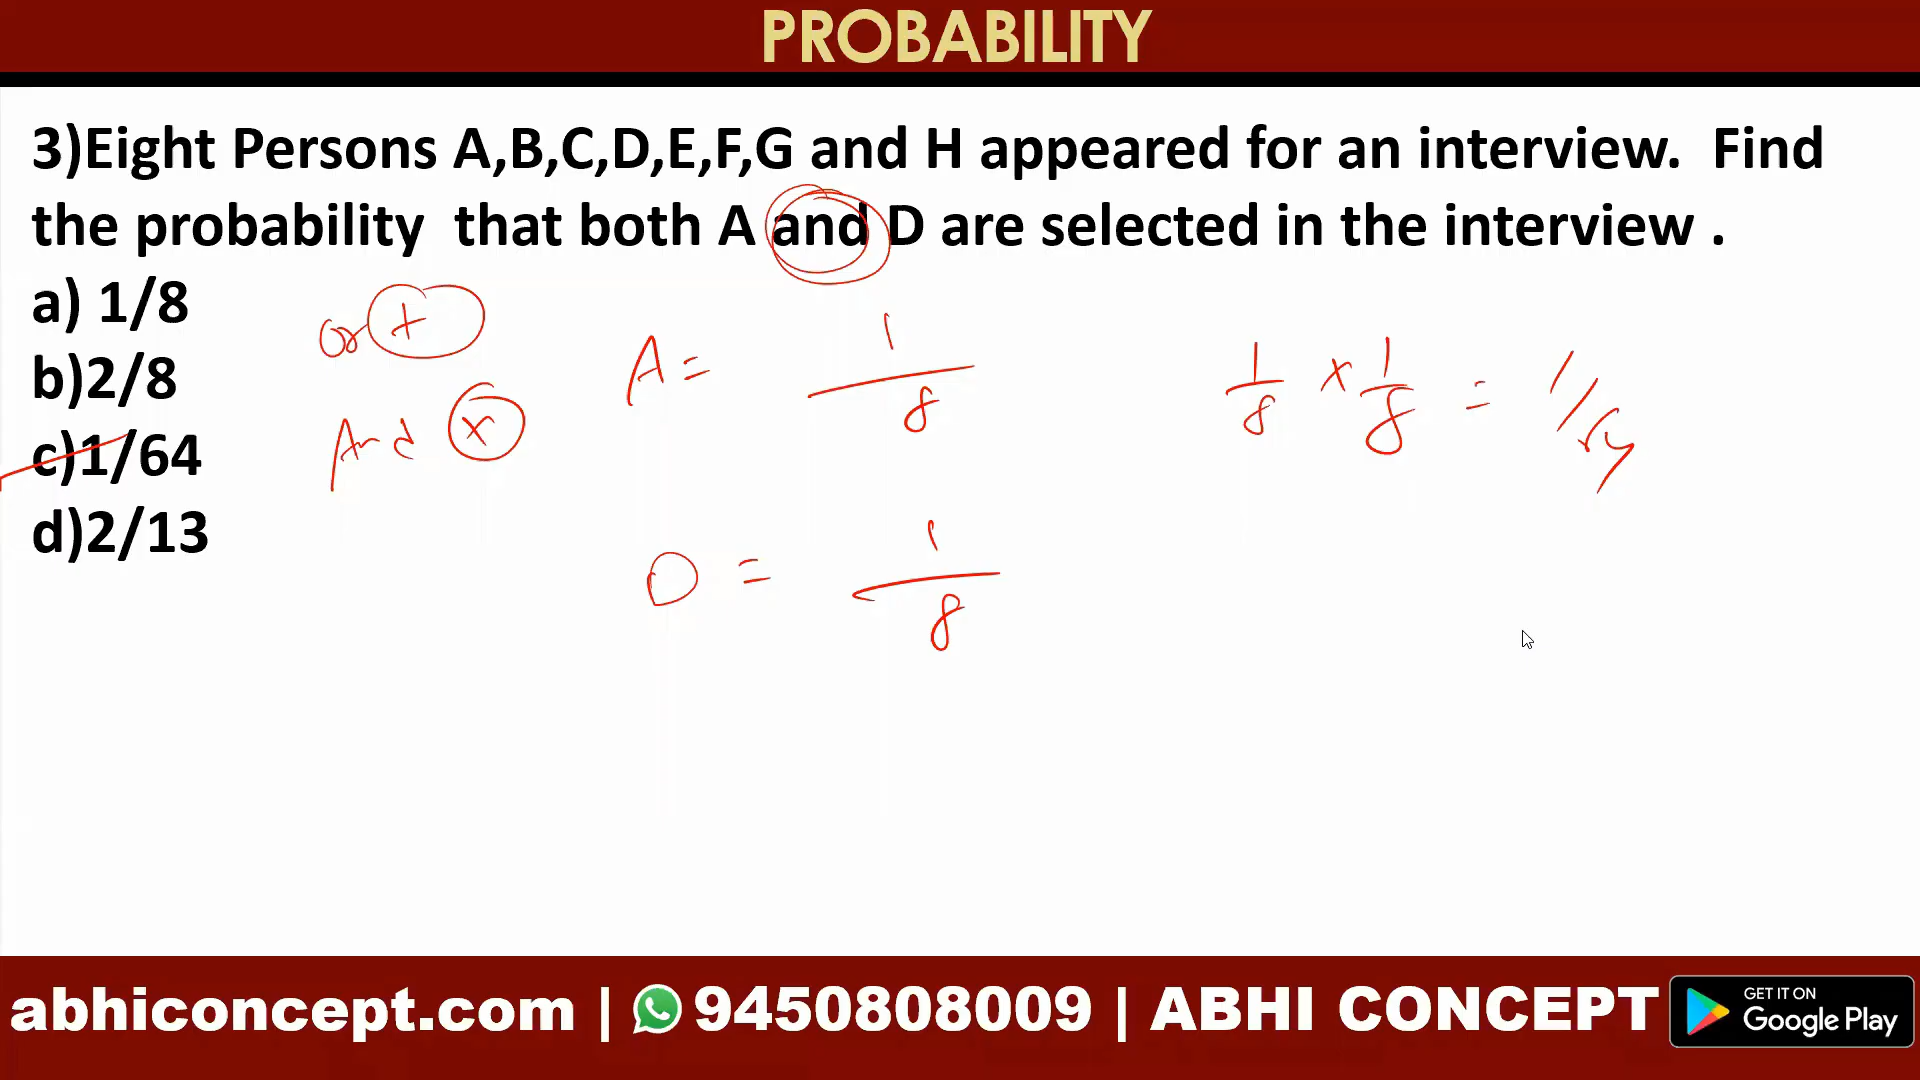 PROBABILITY
3)Eight Persons A,B,C,D,E,F,G and H appeared for an interview. Find
the probability that both A and D are selected in the interview .
a) 1/8
b)2/8
c)1/64
d)2/13
or +
And x
A = 1/8
D = 1/8
1/8 × 1/8 = 1/64
abhiconcept.com | 9450808009 | ABHI CONCEPT
GET IT ON
Google Play